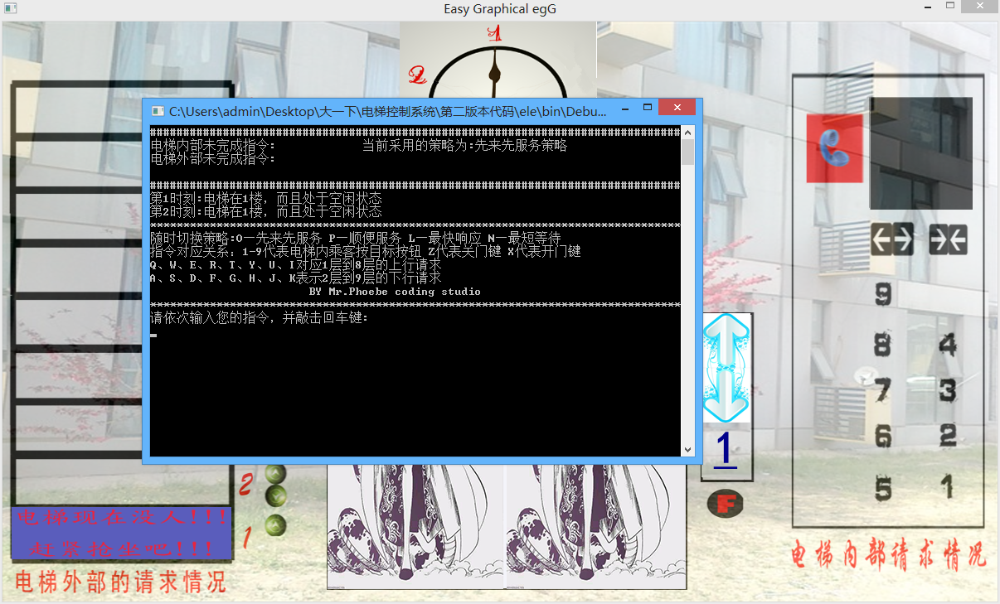 Easy Graphical egG
1
2
C:\Users\admin\Desktop\大一下\电梯控制系统\第二版本代码\ele\bin\Debu...
################################################################################
电梯内部未完成指令: 当前采用的策略为:先来先服务策略
电梯外部未完成指令:
################################################################################
第1时刻:电梯在1楼，而且处于空闲状态
第2时刻:电梯在1楼，而且处于空闲状态
********************************************************************************
随时切换策略:O—先来先服务 P—顺便服务 L—最快响应 N—最短等待
指令对应关系：1-9代表电梯内乘客按目标按钮 Z代表关门键 X代表开门键
Q、W、E、R、T、Y、U、I对应1层到8层的上行请求
A、S、D、F、G、H、J、K表示2层到9层的下行请求
BY Mr.Phoebe coding studio
********************************************************************************
请依次输入您的指令，并敲击回车键:
9
8 4
7 3
6 2
5 1
1
F
2
1
电梯现在没人!!!
赶紧抢坐吧!!!
电梯外部的请求情况
电梯内部请求情况